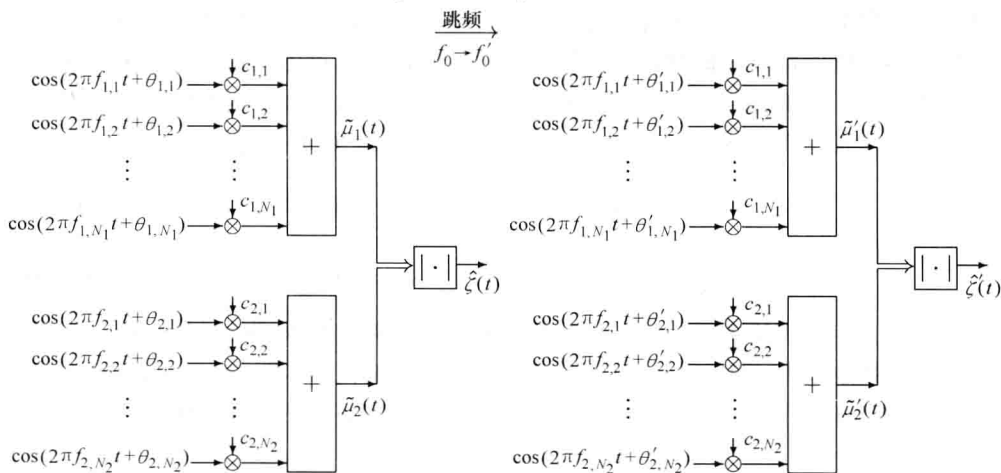 跳频
f₀→f₀′
cos(2πf₁,₁t+θ₁,₁)
c₁,₁
cos(2πf₁,₂t+θ₁,₂)
c₁,₂
⋮ ⋮
cos(2πf₁,N₁t+θ₁,N₁)
c₁,N₁
+
μ̃₁(t)
cos(2πf₂,₁t+θ₂,₁)
c₂,₁
cos(2πf₂,₂t+θ₂,₂)
c₂,₂
⋮ ⋮
cos(2πf₂,N₂t+θ₂,N₂)
c₂,N₂
+
μ̃₂(t)
|·|
ζ̂(t)
cos(2πf₁,₁t+θ′₁,₁)
c₁,₁
cos(2πf₁,₂t+θ′₁,₂)
c₁,₂
⋮ ⋮
cos(2πf₁,N₁t+θ′₁,N₁)
c₁,N₁
+
μ̃′₁(t)
cos(2πf₂,₁t+θ′₂,₁)
c₂,₁
cos(2πf₂,₂t+θ′₂,₂)
c₂,₂
⋮ ⋮
cos(2πf₂,N₂t+θ′₂,N₂)
c₂,N₂
+
μ̃′₂(t)
|·|
ζ̂′(t)